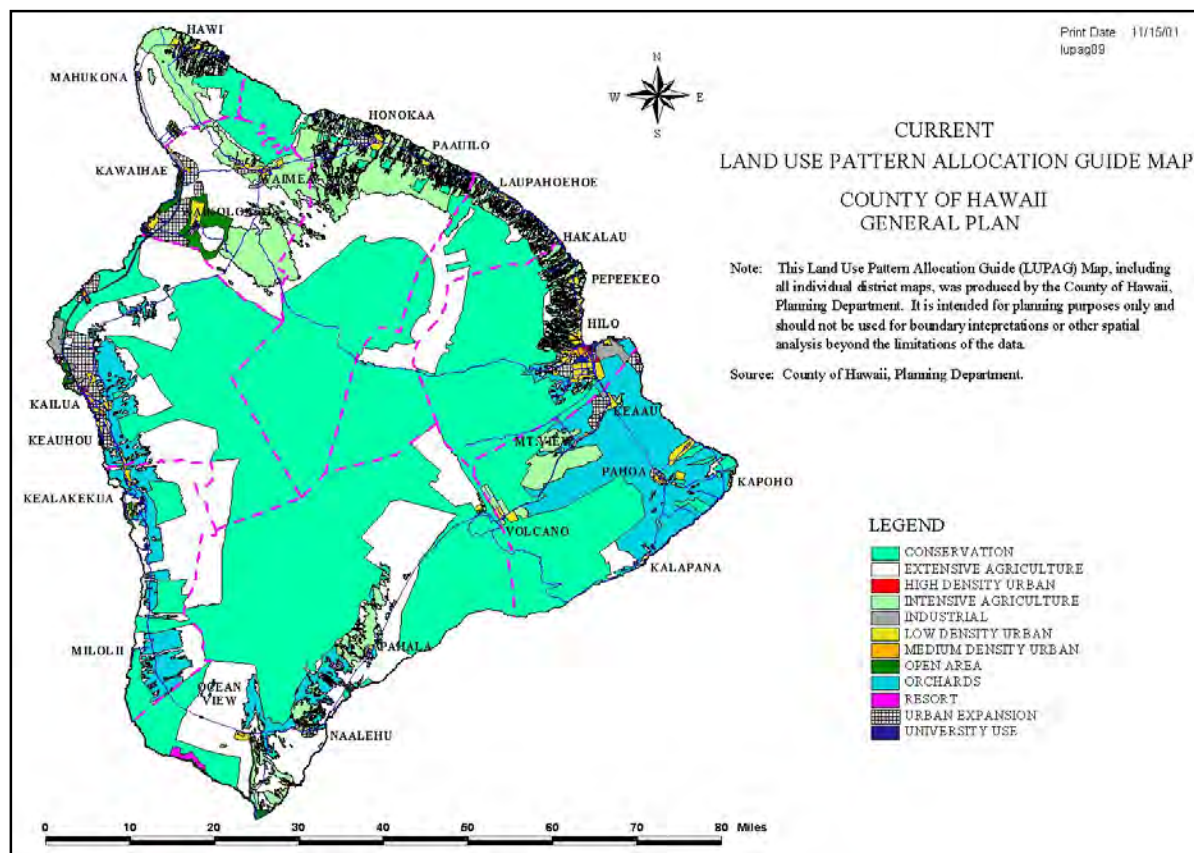 Print Date 11/15/01
lupag89
HAWI
MAHUKONA
N
W E
S
HONOKAA
PAAUILO
KAWAIHAE
WAIMEA
LAUPAHOEHOE
HAKALAU
PEPEEKEO
HILO
KAILUA
KEAUHOU
KEAAU
MT. VIEW
PAHOA
KAPOHO
KEALAKEKUA
VOLCANO
KALAPANA
MILOLII
PAHALA
OCEAN
VIEW
NAALEHU
CURRENT
LAND USE PATTERN ALLOCATION GUIDE MAP
COUNTY OF HAWAII
GENERAL PLAN
Note: This Land Use Pattern Allocation Guide (LUPAG) Map, including
all individual district maps, was produced by the County of Hawaii,
Planning Department. It is intended for planning purposes only and
should not be used for boundary intepretations or other spatial
analysis beyond the limitations of the data.
Source: County of Hawaii, Planning Department.
LEGEND
CONSERVATION
EXTENSIVE AGRICULTURE
HIGH DENSITY URBAN
INTENSIVE AGRICULTURE
INDUSTRIAL
LOW DENSITY URBAN
MEDIUM DENSITY URBAN
OPEN AREA
ORCHARDS
RESORT
URBAN EXPANSION
UNIVERSITY USE
0 10 20 30 40 50 60 70 80 Miles